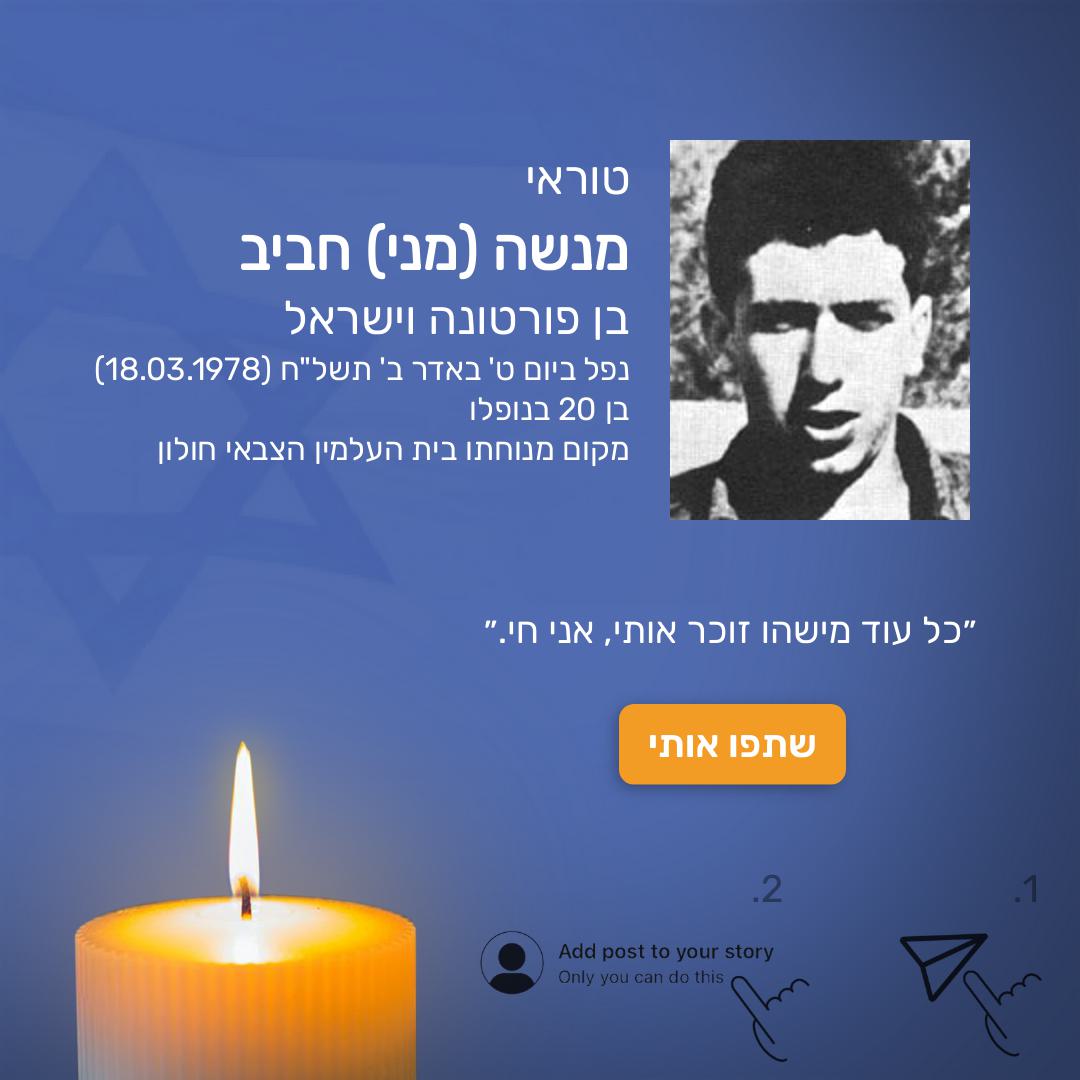 טוראי
מנשה (מני) חביב
בן פורטונה וישראל
נפל ביום ט' באדר ב' תשל"ח (18.03.1978)
בן 20 בנופלו
מקום מנוחתו בית העלמין הצבאי חולון
״כל עוד מישהו זוכר אותי, אני חי.״
שתפו אותי
.1
.2
Add post to your story
Only you can do this